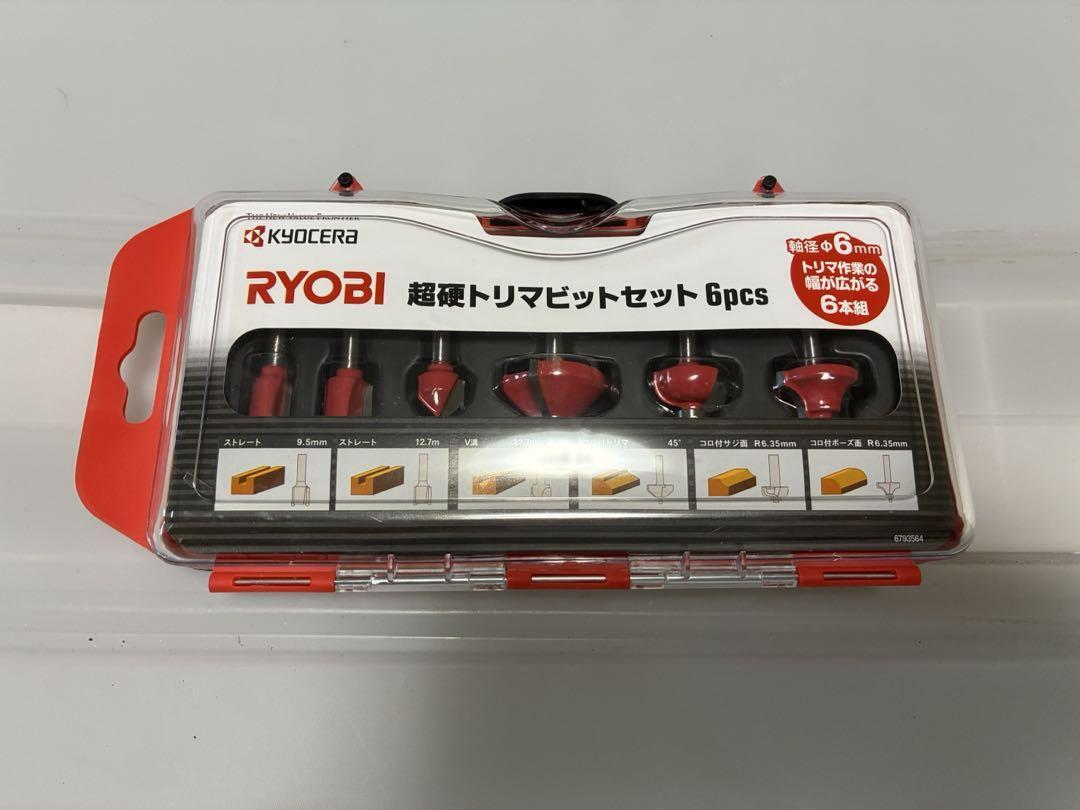 THE NEW VALUE FRONTIER
KYOCERA
RYOBI 超硬トリマビットセット 6pcs
軸径Φ6mm
トリマ作業の
幅が広がる
6本組
ストレート 9.5mm
ストレート 12.7m
V溝
45°
コロ付サジ面 R6.35mm
コロ付ボーズ面 R6.35mm
6793564